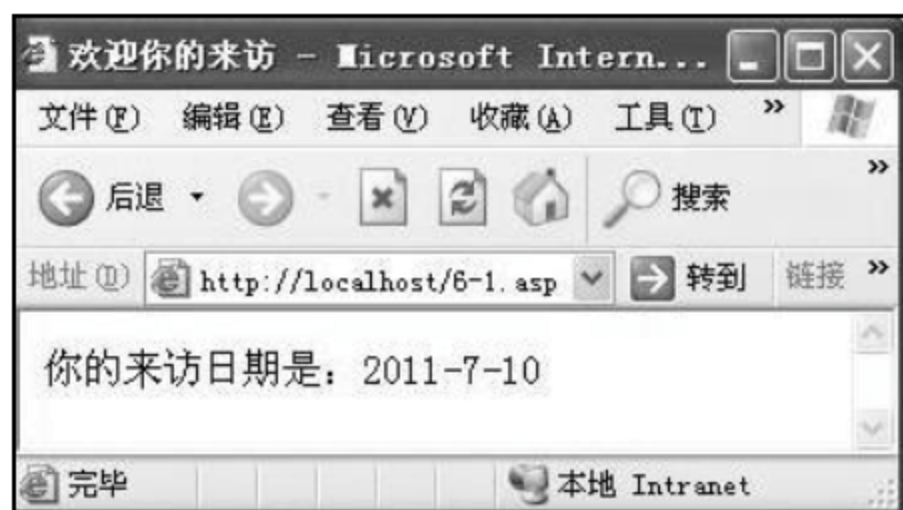 欢迎你的来访 - Microsoft Intern...
文件(F) 编辑(E) 查看(V) 收藏(A) 工具(T) »
后退 搜索 »
地址(D) http://localhost/6-1.asp 转到 链接 »
你的来访日期是：2011-7-10
完毕 本地 Intranet